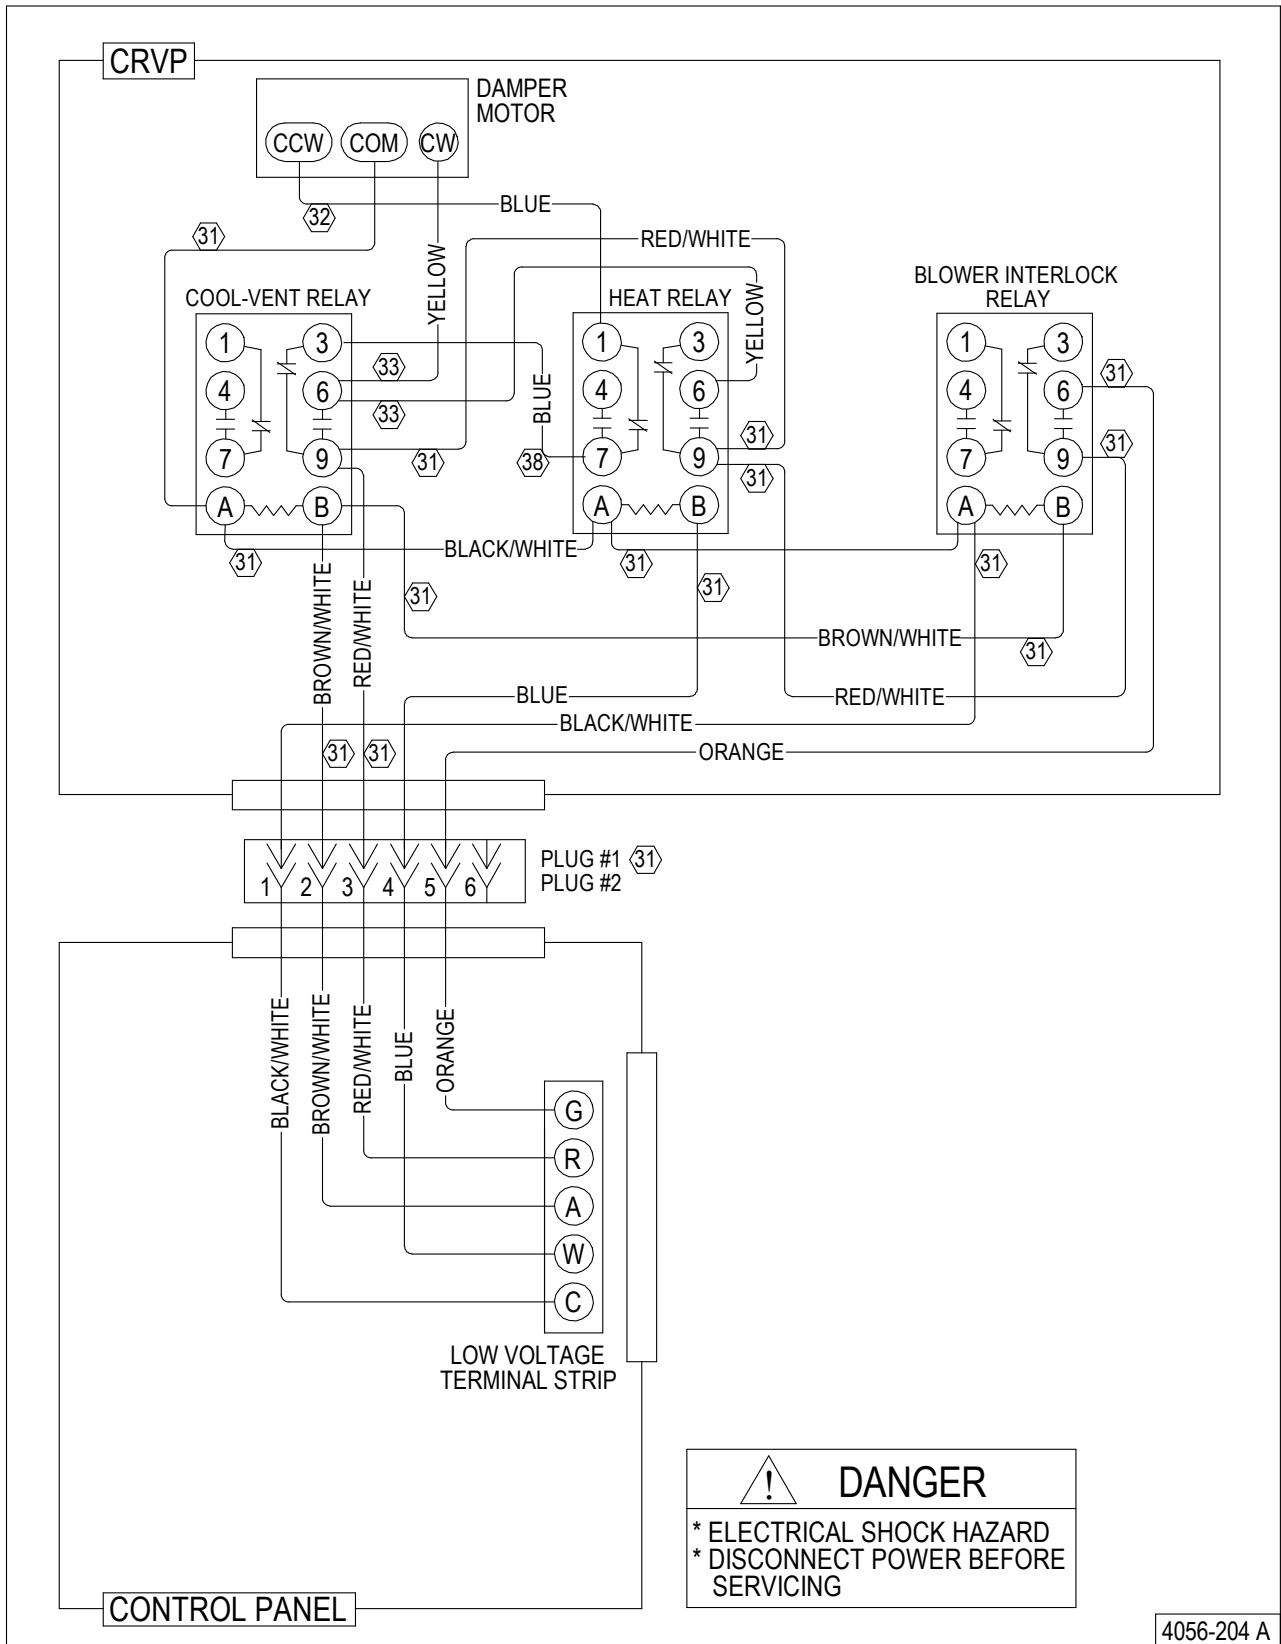 CRVP
DAMPER
MOTOR
CCW COM CW
32
BLUE
31
RED/WHITE
YELLOW
YELLOW
COOL-VENT RELAY
HEAT RELAY
BLOWER INTERLOCK
RELAY
1 3
4 6
7 9
A B
33
33
31
BLUE
38
1 3
4 6
7 9
A B
31
31
1 3
4 6
7 9
A B
31
31
BLACK/WHITE
31
31
31
31
31
BROWN/WHITE
31
BROWN/WHITE
RED/WHITE
BLUE
RED/WHITE
BLACK/WHITE
ORANGE
31
31
PLUG #1 31
PLUG #2
1 2 3 4 5 6
BLACK/WHITE
BROWN/WHITE
RED/WHITE
BLUE
ORANGE
G
R
A
W
C
LOW VOLTAGE
TERMINAL STRIP
! DANGER
* ELECTRICAL SHOCK HAZARD
* DISCONNECT POWER BEFORE
SERVICING
CONTROL PANEL
4056-204 A